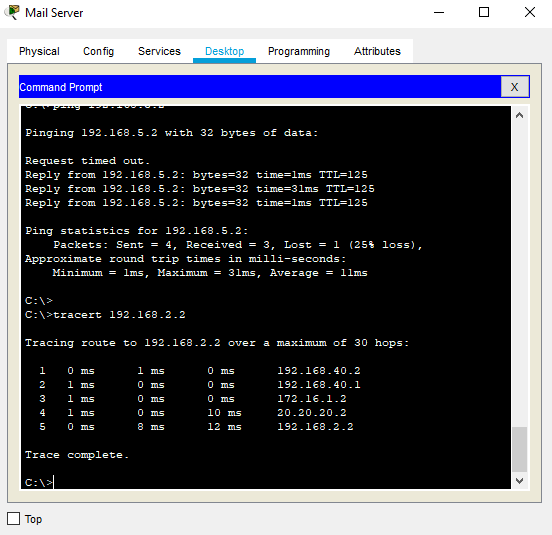 Mail Server
Physical Config Services Desktop Programming Attributes
Command Prompt X
Pinging 192.168.5.2 with 32 bytes of data:
Request timed out.
Reply from 192.168.5.2: bytes=32 time=1ms TTL=125
Reply from 192.168.5.2: bytes=32 time=31ms TTL=125
Reply from 192.168.5.2: bytes=32 time=1ms TTL=125
Ping statistics for 192.168.5.2:
Packets: Sent = 4, Received = 3, Lost = 1 (25% loss),
Approximate round trip times in milli-seconds:
Minimum = 1ms, Maximum = 31ms, Average = 11ms
C:\>
C:\>tracert 192.168.2.2
Tracing route to 192.168.2.2 over a maximum of 30 hops:
1 0 ms 1 ms 0 ms 192.168.40.2
2 1 ms 0 ms 0 ms 192.168.40.1
3 1 ms 0 ms 0 ms 172.16.1.2
4 1 ms 0 ms 10 ms 20.20.20.2
5 0 ms 8 ms 12 ms 192.168.2.2
Trace complete.
C:\>
Top